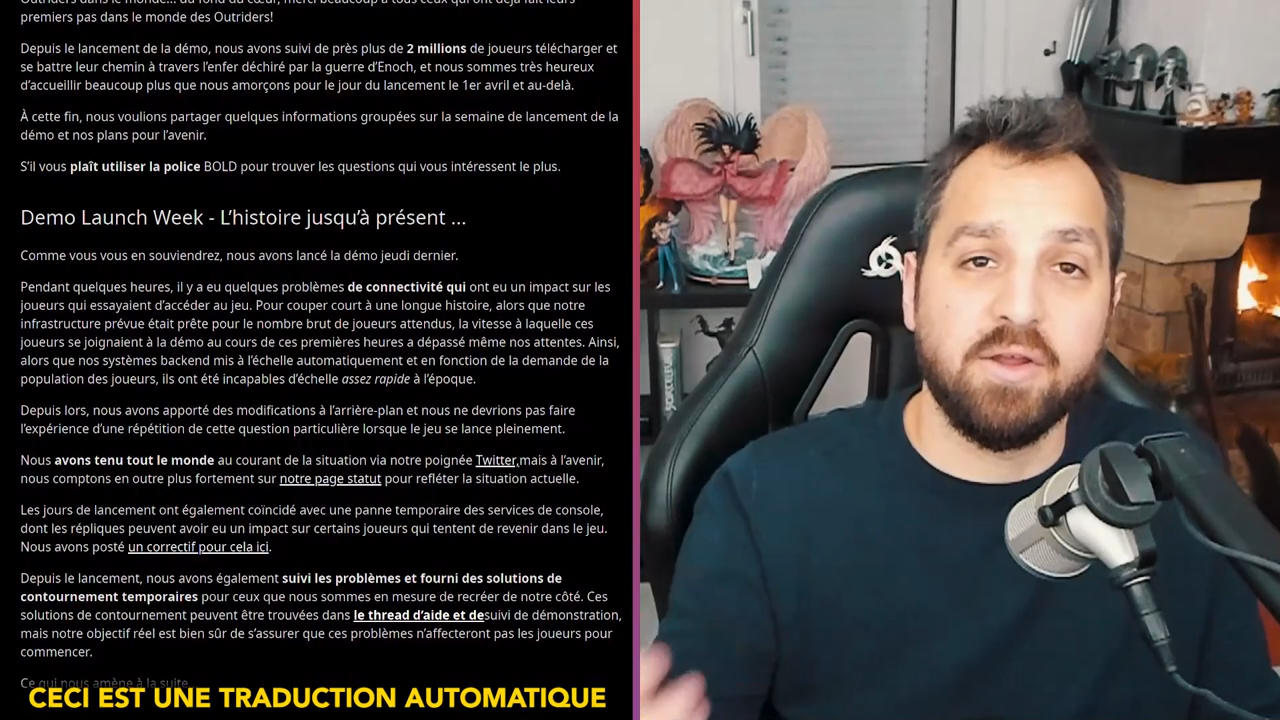 premiers pas dans le monde des Outriders!
Depuis le lancement de la démo, nous avons suivi de près plus de 2 millions de joueurs télécharger et
se battre leur chemin à travers l'enfer déchiré par la guerre d'Enoch, et nous sommes très heureux
d'accueillir beaucoup plus que nous amorçons pour le jour du lancement le 1er avril et au-delà.
À cette fin, nous voulions partager quelques informations groupées sur la semaine de lancement de la
démo et nos plans pour l'avenir.
S'il vous plaît utiliser la police BOLD pour trouver les questions qui vous intéressent le plus.
Demo Launch Week - L'histoire jusqu'à présent ...
Comme vous vous en souviendrez, nous avons lancé la démo jeudi dernier.
Pendant quelques heures, il y a eu quelques problèmes de connectivité qui ont eu un impact sur les
joueurs qui essayaient d'accéder au jeu. Pour couper court à une longue histoire, alors que notre
infrastructure prévue était prête pour le nombre brut de joueurs attendus, la vitesse à laquelle ces
joueurs se joignaient à la démo au cours de ces premières heures a dépassé même nos attentes. Ainsi,
alors que nos systèmes backend mis à l'échelle automatiquement et en fonction de la demande de la
population des joueurs, ils ont été incapables d'échelle assez rapide à l'époque.
Depuis lors, nous avons apporté des modifications à l'arrière-plan et nous ne devrions pas faire
l'expérience d'une répétition de cette question particulière lorsque le jeu se lance pleinement.
Nous avons tenu tout le monde au courant de la situation via notre poignée Twitter,mais à l'avenir,
nous comptons en outre plus fortement sur notre page statut pour refléter la situation actuelle.
Les jours de lancement ont également coïncidé avec une panne temporaire des services de console,
dont les répliques peuvent avoir eu un impact sur certains joueurs qui tentent de revenir dans le jeu.
Nous avons posté un correctif pour cela ici.
Depuis le lancement, nous avons également suivi les problèmes et fourni des solutions de
contournement temporaires pour ceux que nous sommes en mesure de recréer de notre côté. Ces
solutions de contournement peuvent être trouvées dans le thread d'aide et desuivi de démonstration,
mais notre objectif réel est bien sûr de s'assurer que ces problèmes n'affecteront pas les joueurs pour
commencer.
Ce qui nous amène à la suite
CECI EST UNE TRADUCTION AUTOMATIQUE